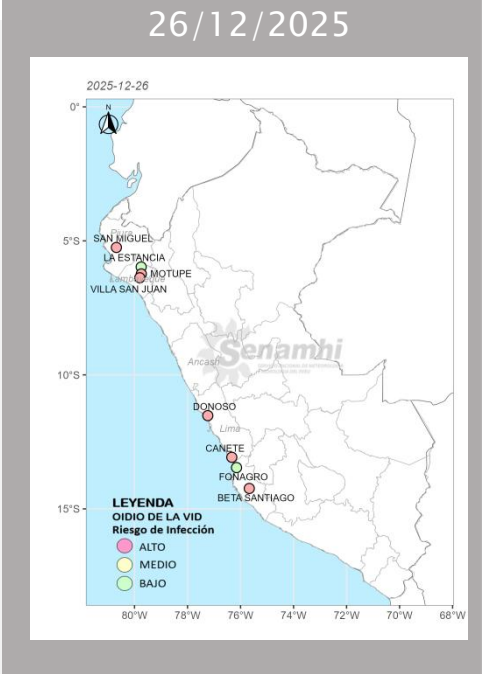 26/12/2025
2025-12-26
N
0°
Piura
SAN MIGUEL
5°S
LA ESTANCIA
MOTUPE
VILLA SAN JUAN
Senamhi
Ancash
10°S
DONOSO
Lima
CAÑETE
FONAGRO
BETA SANTIAGO
15°S
LEYENDA
OIDIO DE LA VID
Riesgo de Infección
ALTO
MEDIO
BAJO
80°W 78°W 76°W 74°W 72°W 70°W 68°W